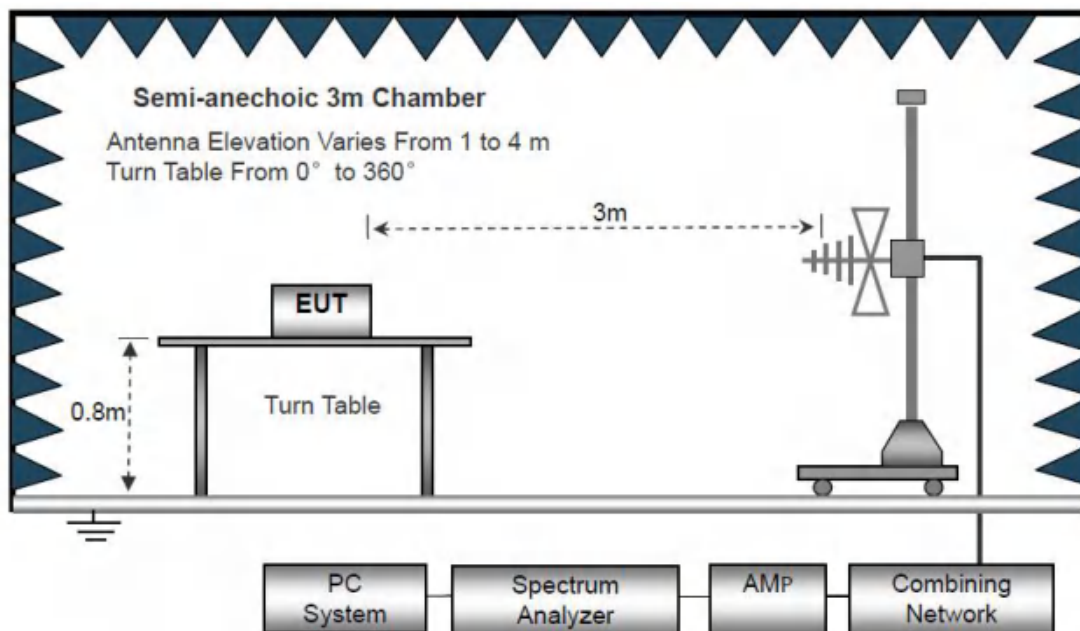 Semi-anechoic 3m Chamber
Antenna Elevation Varies From 1 to 4 m
Turn Table From 0° to 360°
3m
EUT
0.8m
Turn Table
PC
System
Spectrum
Analyzer
AMP
Combining
Network